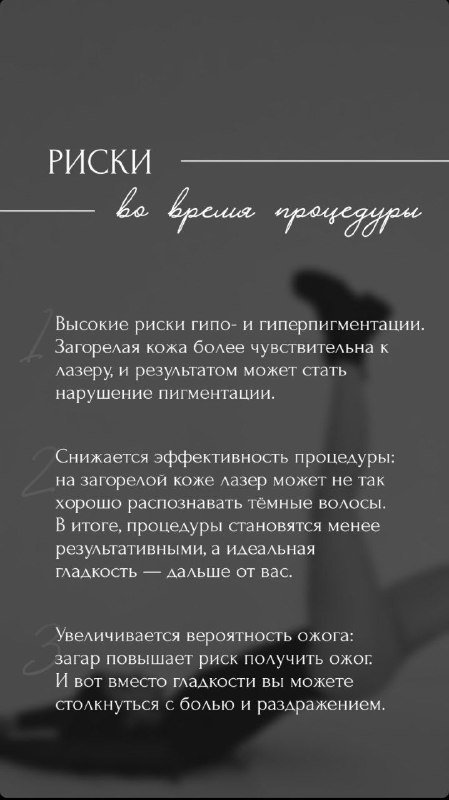 РИСКИ
во время процедуры
1
Высокие риски гипо- и гиперпигментации.
Загорелая кожа более чувствительна к
лазеру, и результатом может стать
нарушение пигментации.
2
Снижается эффективность процедуры:
на загорелой коже лазер может не так
хорошо распознавать тёмные волосы.
В итоге, процедуры становятся менее
результативными, а идеальная
гладкость — дальше от вас.
3
Увеличивается вероятность ожога:
загар повышает риск получить ожог.
И вот вместо гладкости вы можете
столкнуться с болью и раздражением.